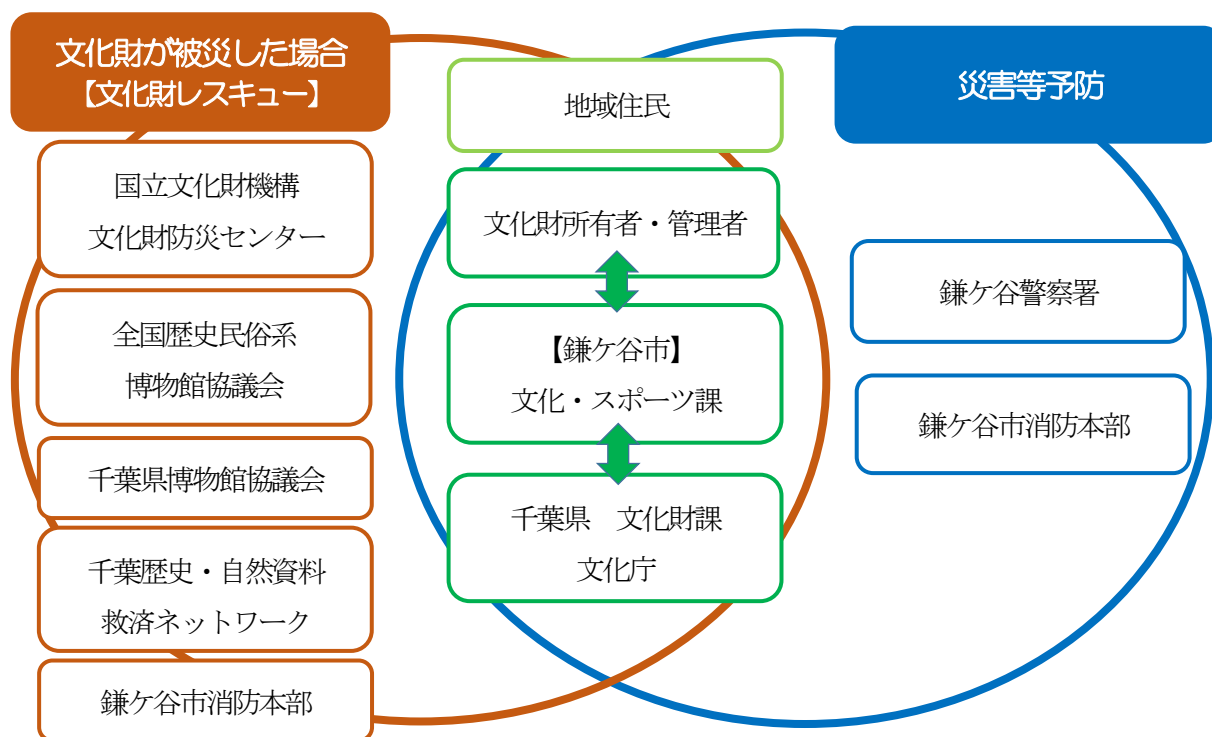 文化財が被災した場合
【文化財レスキュー】
国立文化財機構
文化財防災センター
全国歴史民俗系
博物館協議会
千葉県博物館協議会
千葉歴史・自然資料
救済ネットワーク
鎌ケ谷市消防本部
地域住民
文化財所有者・管理者
【鎌ケ谷市】
文化・スポーツ課
千葉県　文化財課
文化庁
災害等予防
鎌ケ谷警察署
鎌ケ谷市消防本部